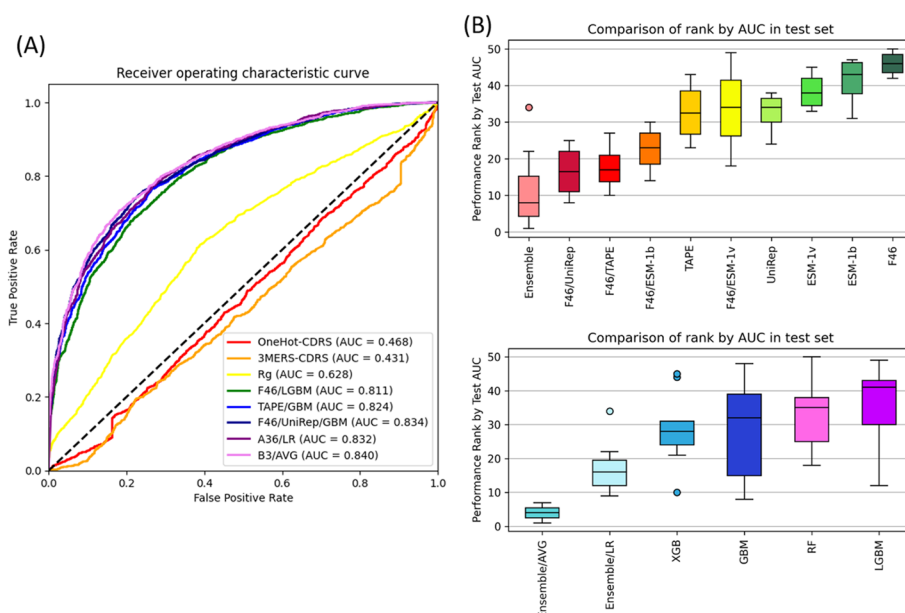 (A)
Receiver operating characteristic curve
True Positive Rate
1.0
0.8
0.6
0.4
0.2
0.0
0.0 0.2 0.4 0.6 0.8 1.0
False Positive Rate
OneHot-CDRS (AUC = 0.468)
3MERS-CDRS (AUC = 0.431)
Rg (AUC = 0.628)
F46/LGBM (AUC = 0.811)
TAPE/GBM (AUC = 0.824)
F46/UniRep/GBM (AUC = 0.834)
A36/LR (AUC = 0.832)
B3/AVG (AUC = 0.840)
(B)
Comparison of rank by AUC in test set
Performance Rank by Test AUC
50
40
30
20
10
0
Ensemble
F46/UniRep
F46/TAPE
F46/ESM-1b
TAPE
F46/ESM-1v
UniRep
ESM-1v
ESM-1b
F46
Comparison of rank by AUC in test set
Performance Rank by Test AUC
50
40
30
20
10
0
Ensemble/AVG
Ensemble/LR
XGB
GBM
RF
LGBM